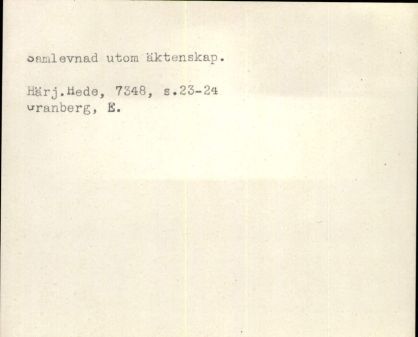 Samlevnad utom äktenskap.
Härj.Hede, 7348, s.23-24
Granberg, E.